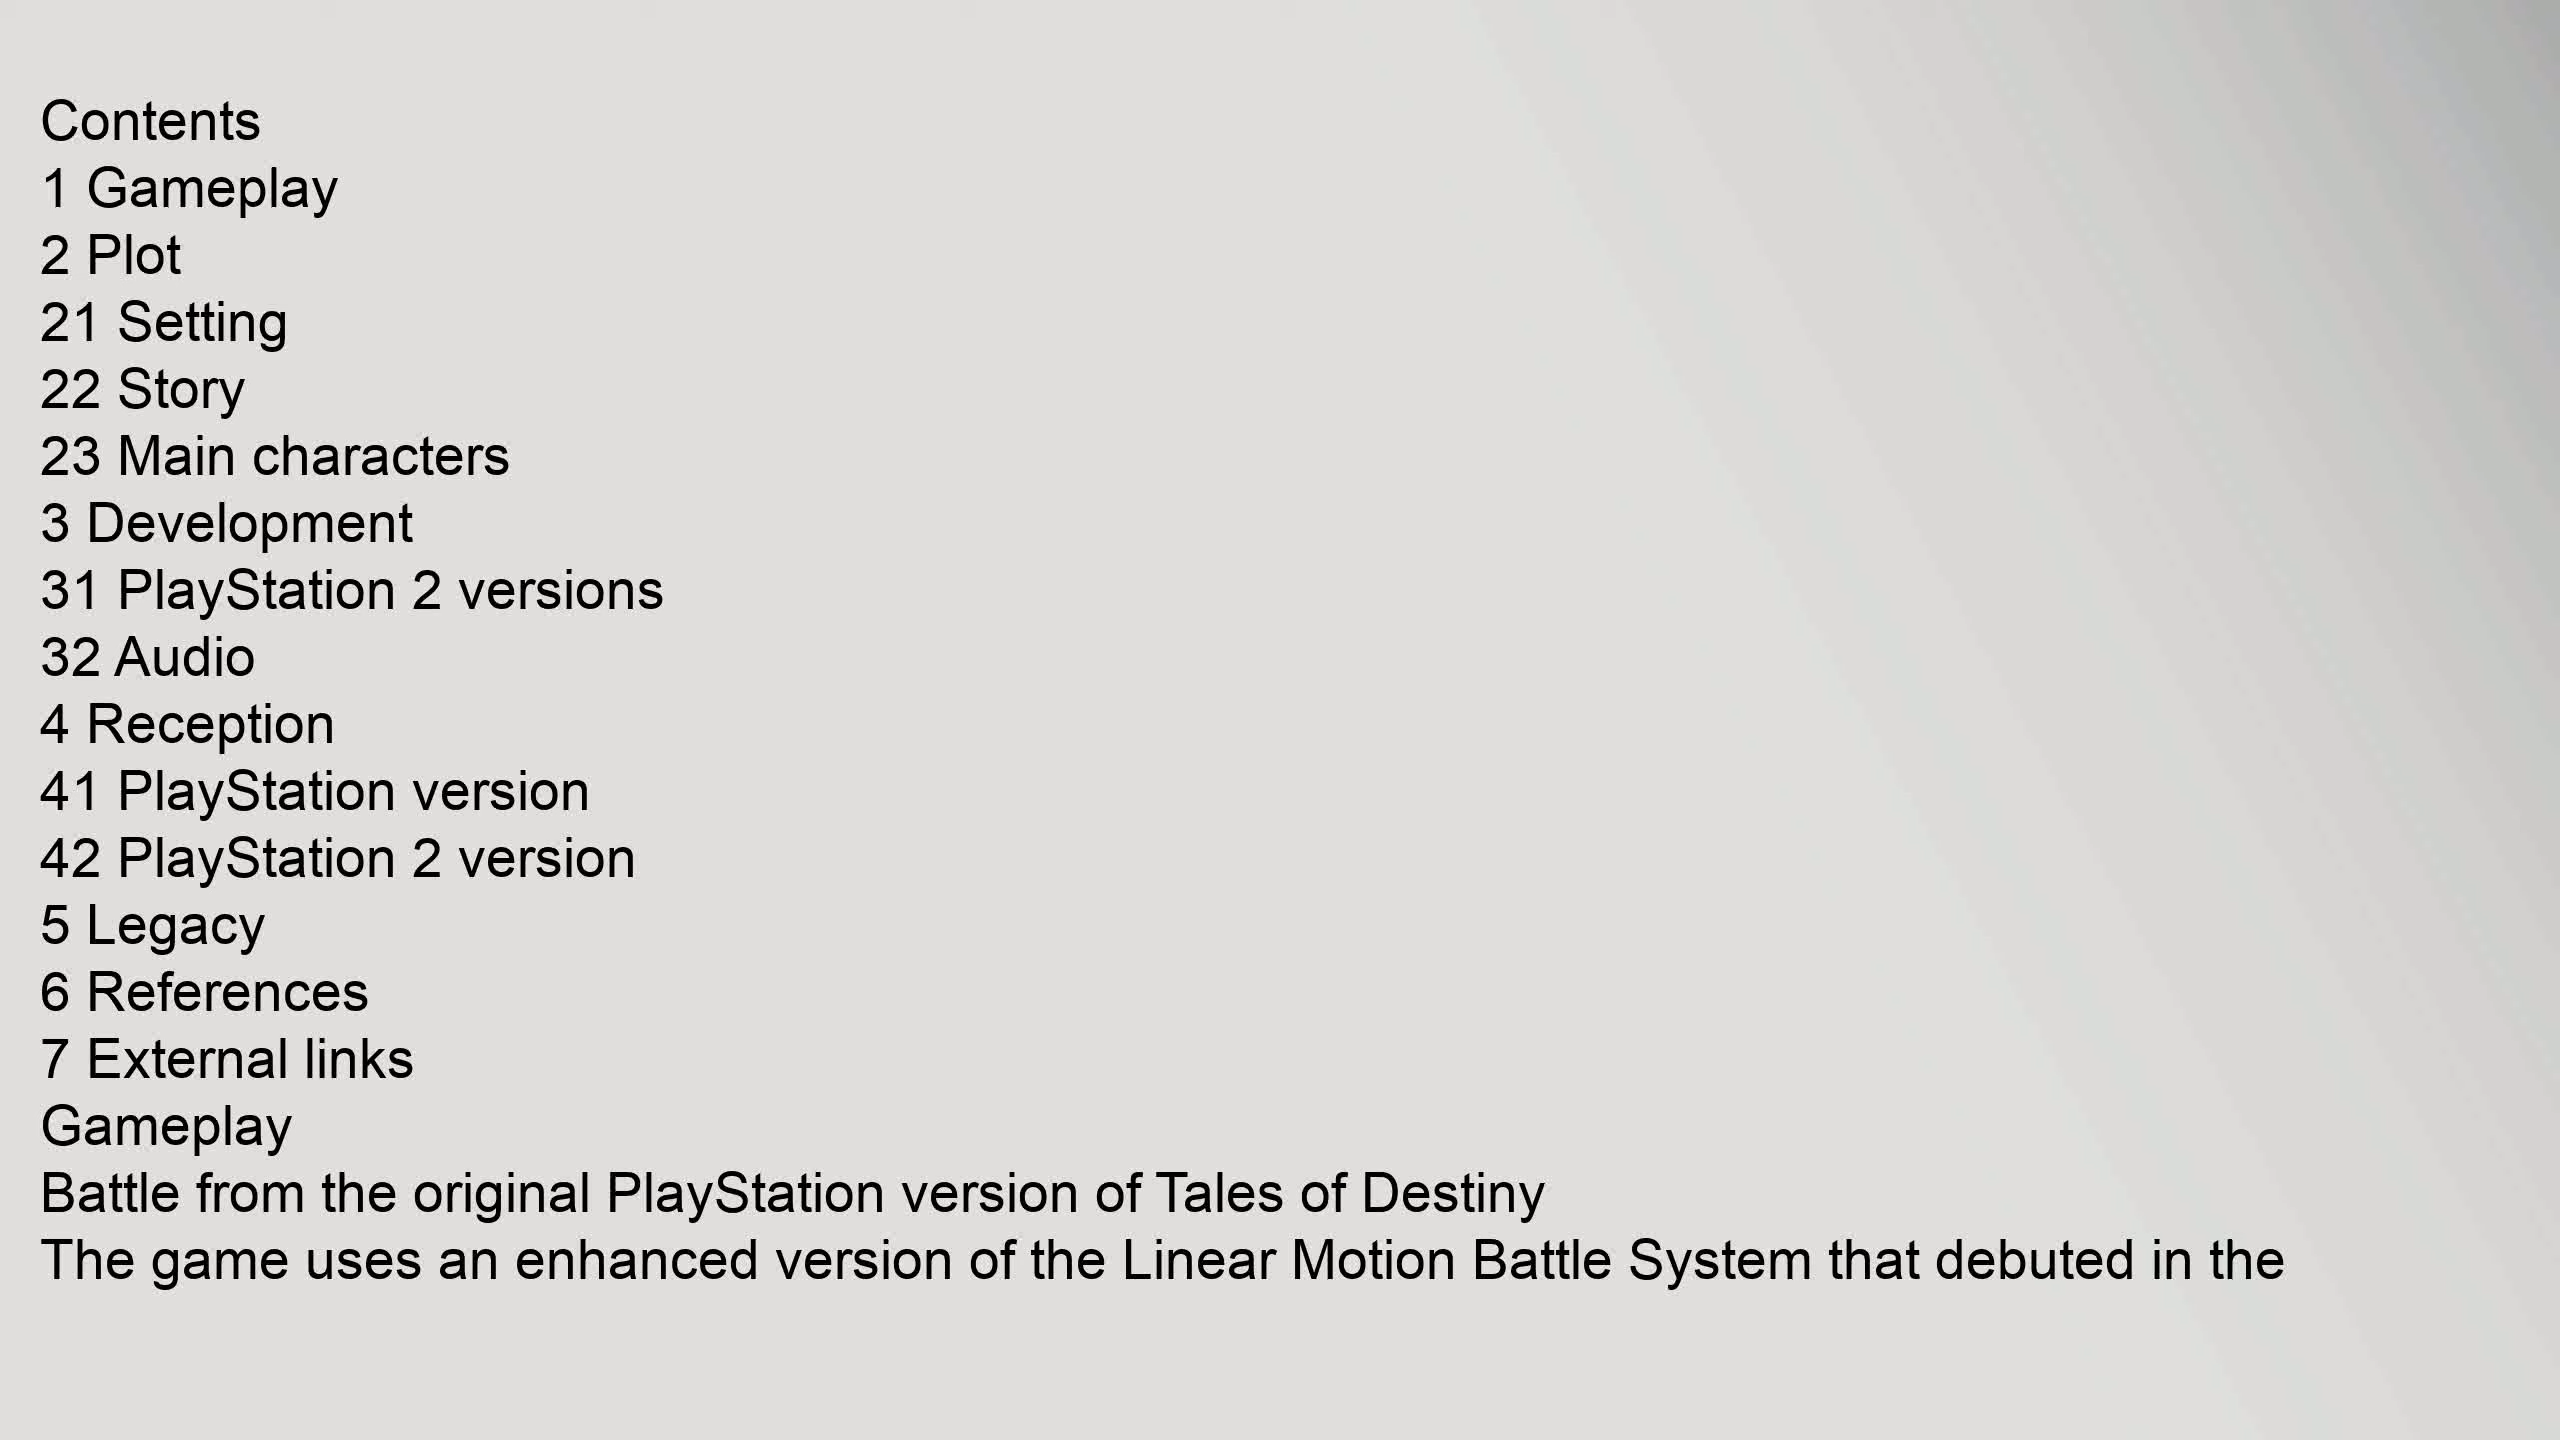 Contents
1 Gameplay
2 Plot
21 Setting
22 Story
23 Main characters
3 Development
31 PlayStation 2 versions
32 Audio
4 Reception
41 PlayStation version
42 PlayStation 2 version
5 Legacy
6 References
7 External links
Gameplay
Battle from the original PlayStation version of Tales of Destiny
The game uses an enhanced version of the Linear Motion Battle System that debuted in the